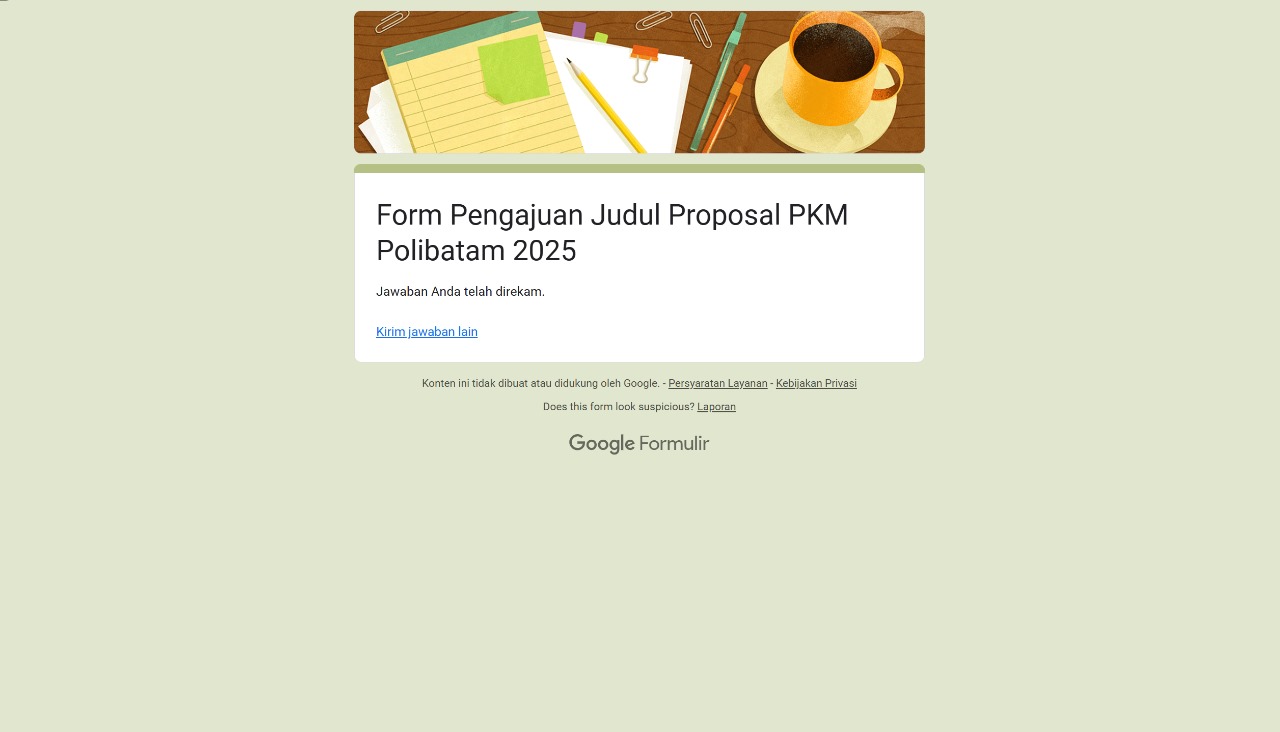 Form Pengajuan Judul Proposal PKM
Polibatam 2025
Jawaban Anda telah direkam.
Kirim jawaban lain
Konten ini tidak dibuat atau didukung oleh Google. - Persyaratan Layanan - Kebijakan Privasi
Does this form look suspicious? Laporan
Google Formulir